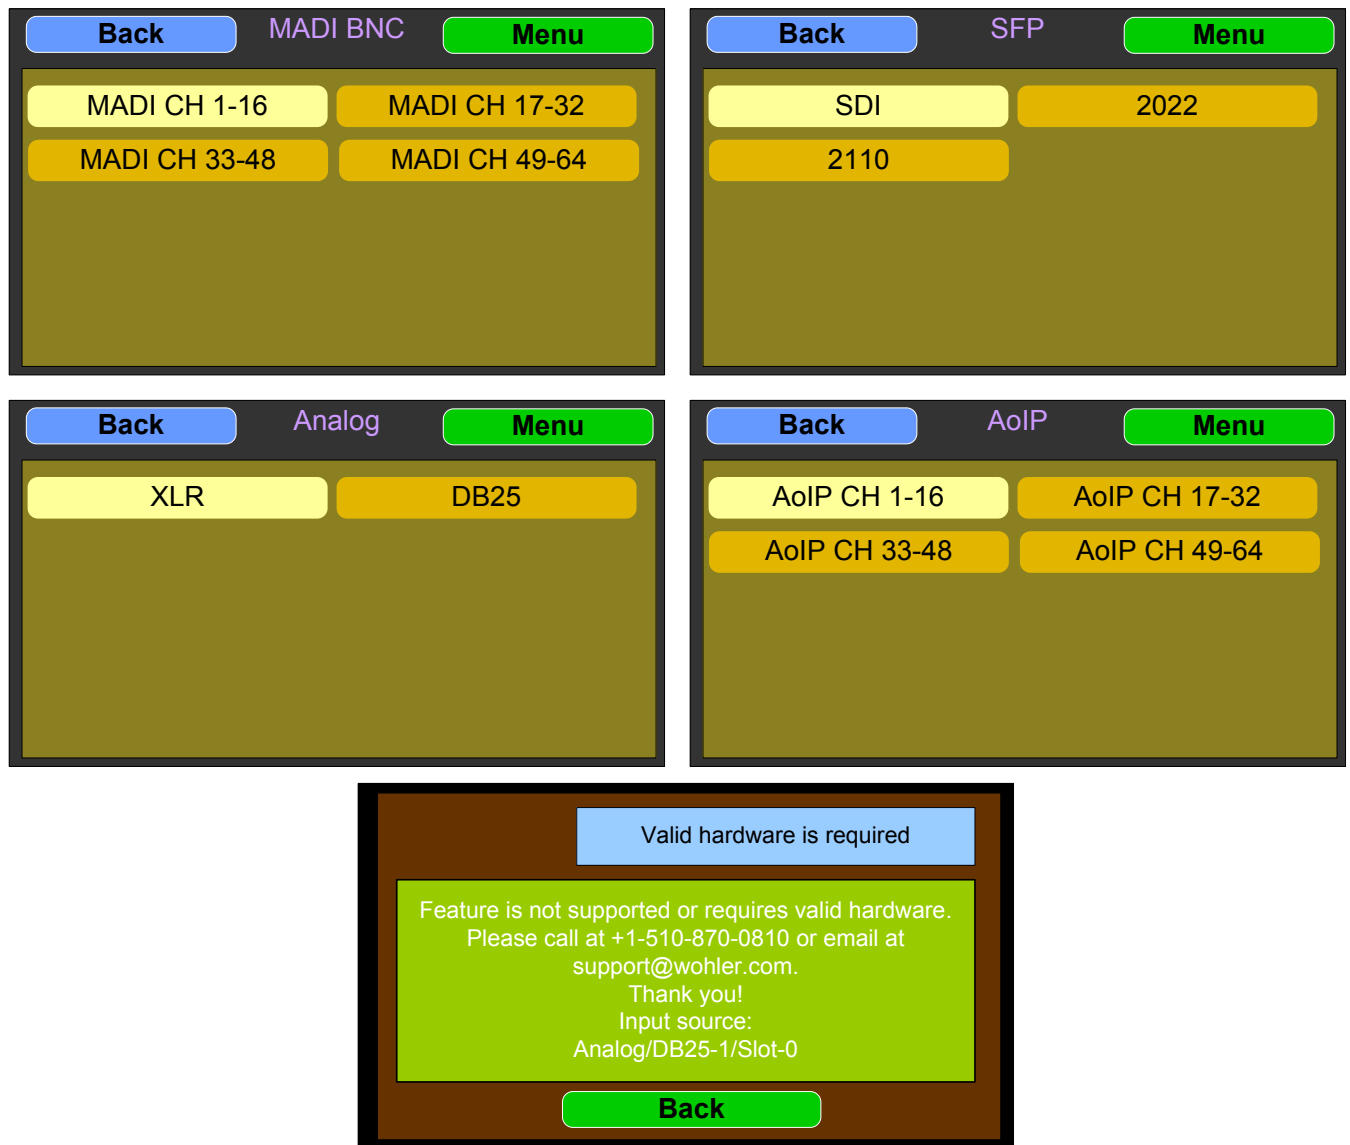 Back
MADI BNC
Menu
MADI CH 1-16
MADI CH 17-32
MADI CH 33-48
MADI CH 49-64
Back
SFP
Menu
SDI
2022
2110
Back
Analog
Menu
XLR
DB25
Back
AoIP
Menu
AoIP CH 1-16
AoIP CH 17-32
AoIP CH 33-48
AoIP CH 49-64
Valid hardware is required
Feature is not supported or requires valid hardware.
Please call at +1-510-870-0810 or email at
support@wohler.com.
Thank you!
Input source:
Analog/DB25-1/Slot-0
Back